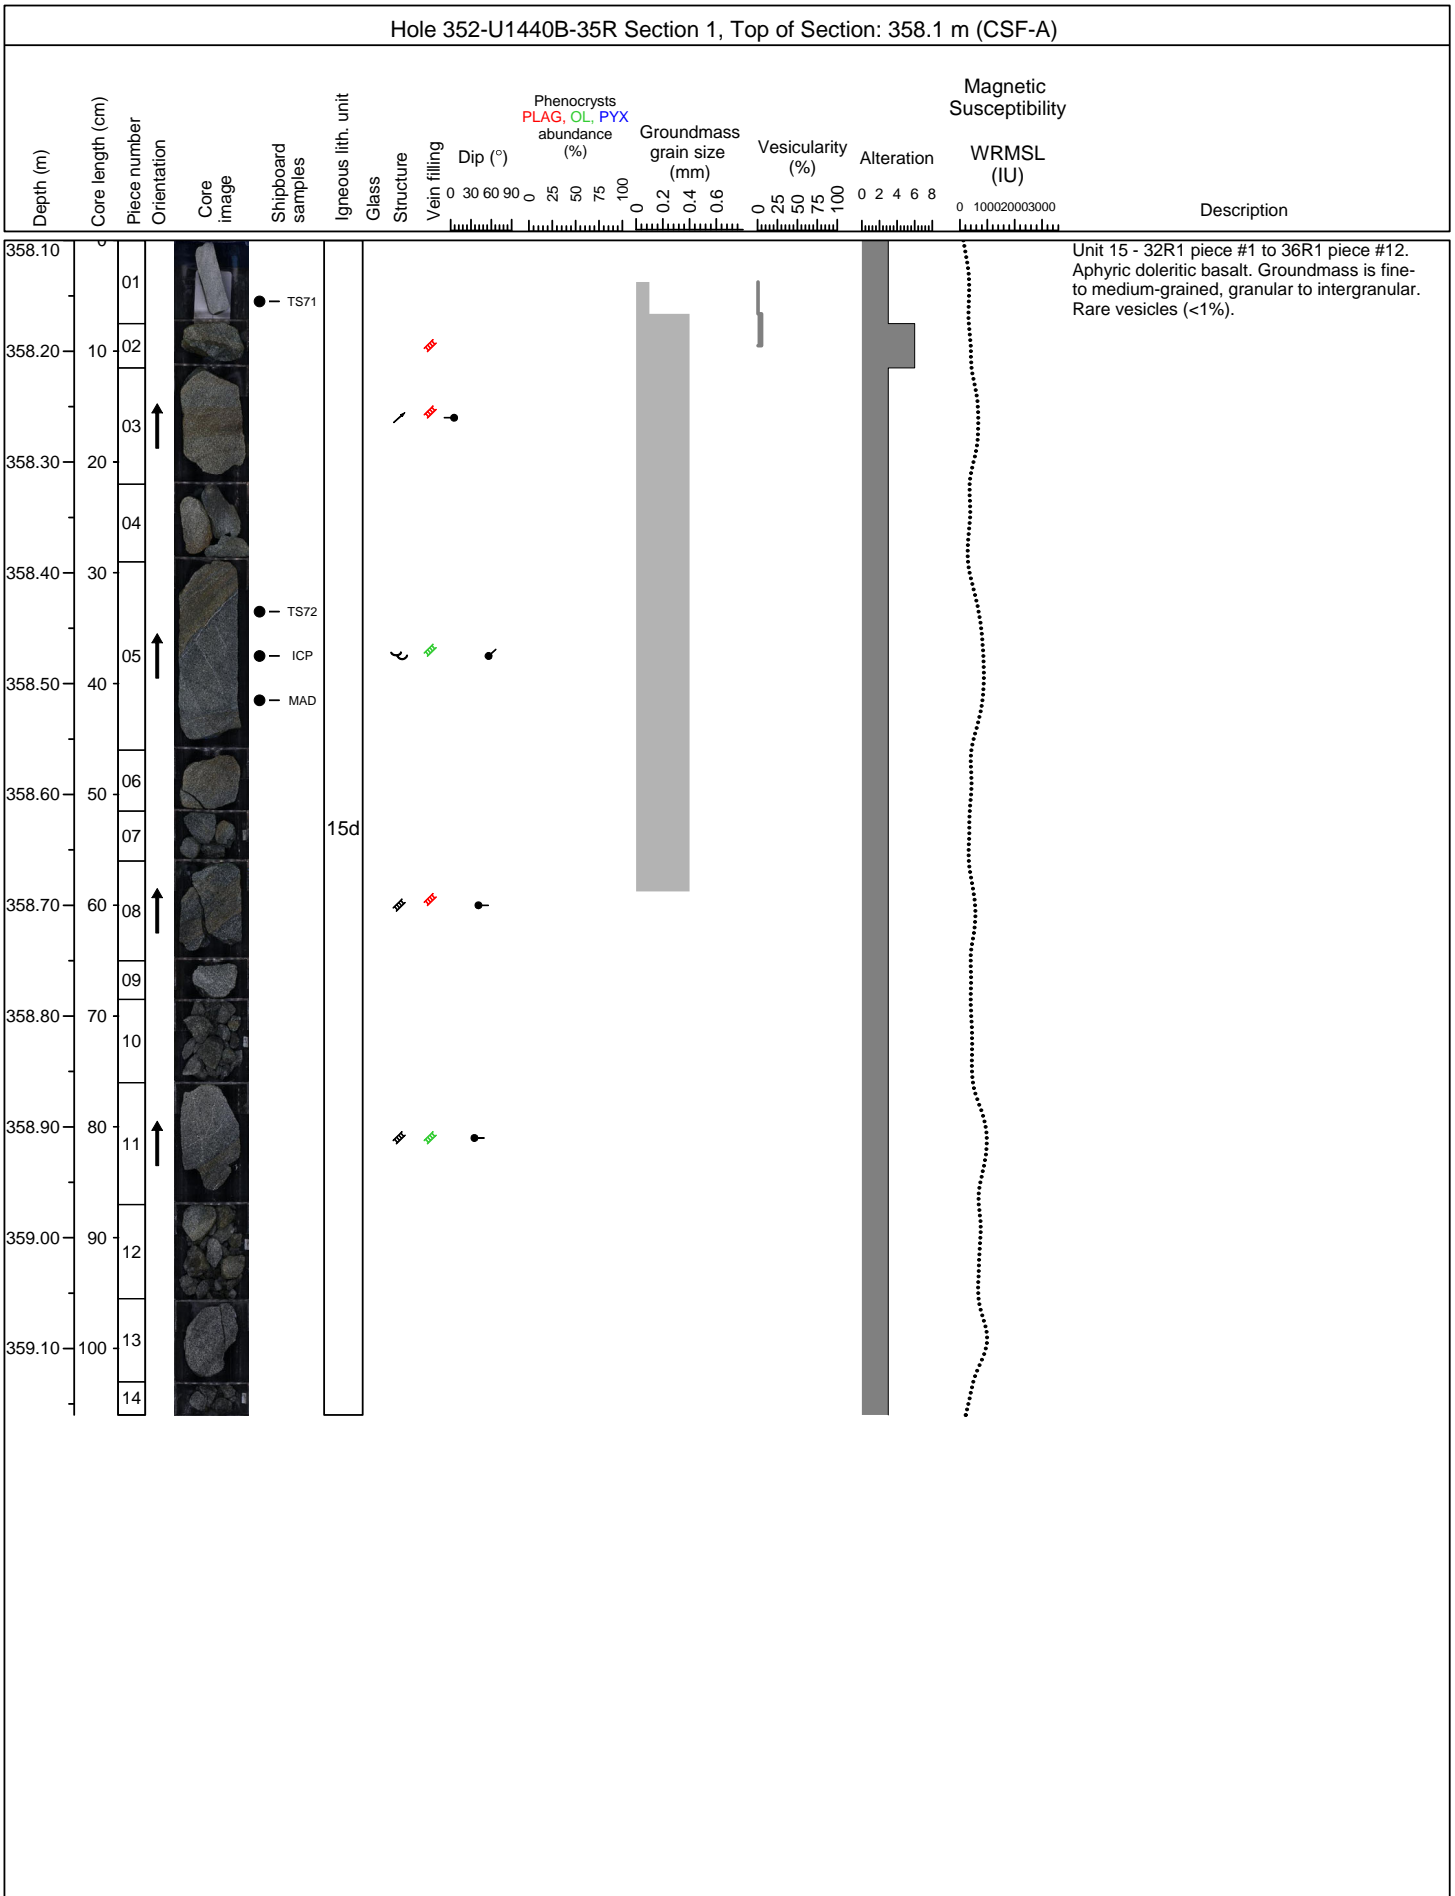 Hole 352-U1440B-35R Section 1, Top of Section: 358.1 m (CSF-A)
Depth (m)
Core length (cm)
Piece number
Orientation
Core
image
Shipboard
samples
Igneous lith. unit
Glass
Structure
Vein filling
Dip (°)
0 30 60 90
Phenocrysts
PLAG, OL, PYX
abundance
(%)
0 25 50 75 100
Groundmass
grain size
(mm)
0 0.2 0.4 0.6
Vesicularity
(%)
0 25 50 75 100
Alteration
0 2 4 6 8
Magnetic
Susceptibility
WRMSL
(IU)
0 100020003000
Description
358.10
0
01
TS71
Unit 15 - 32R1 piece #1 to 36R1 piece #12.
Aphyric doleritic basalt. Groundmass is fine-
to medium-grained, granular to intergranular.
Rare vesicles (<1%).
358.20
10
02
03
358.30
20
04
358.40
30
TS72
05
ICP
358.50
40
MAD
06
358.60
50
07
15d
358.70
60
08
09
358.80
70
10
358.90
80
11
359.00
90
12
359.10
100
13
14